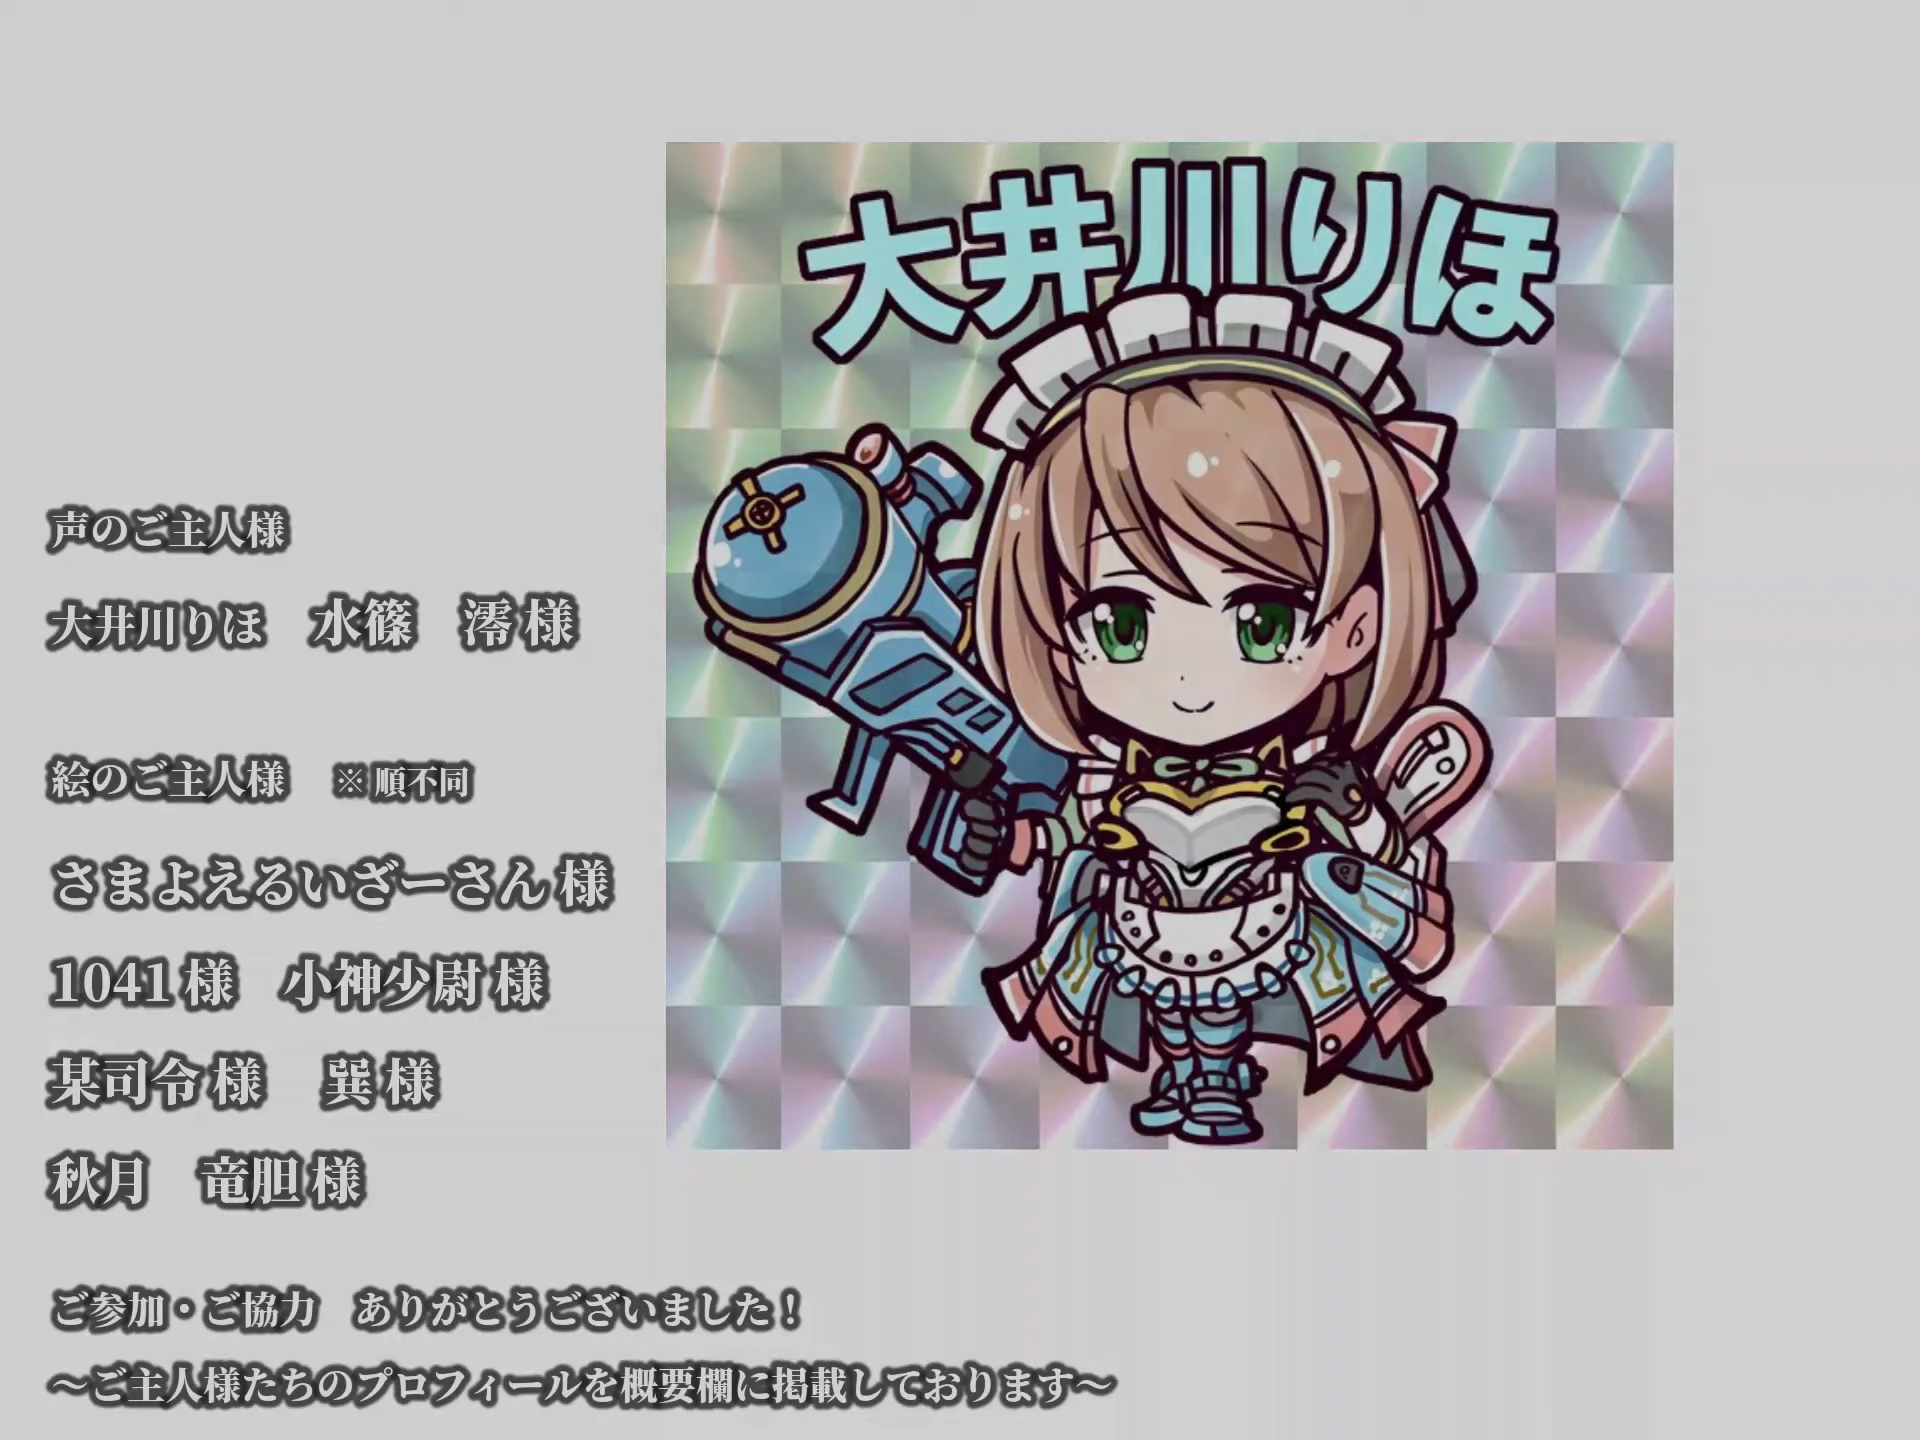 大井川りほ
声のご主人様
大井川りほ　水篠　澪 様
絵のご主人様　※ 順不同
さまよえるいざーさん 様
1041 様　小神少尉 様
某司令 様　巽 様
秋月　竜胆 様
ご参加・ご協力　ありがとうございました！
～ご主人様たちのプロフィールを概要欄に掲載しております～